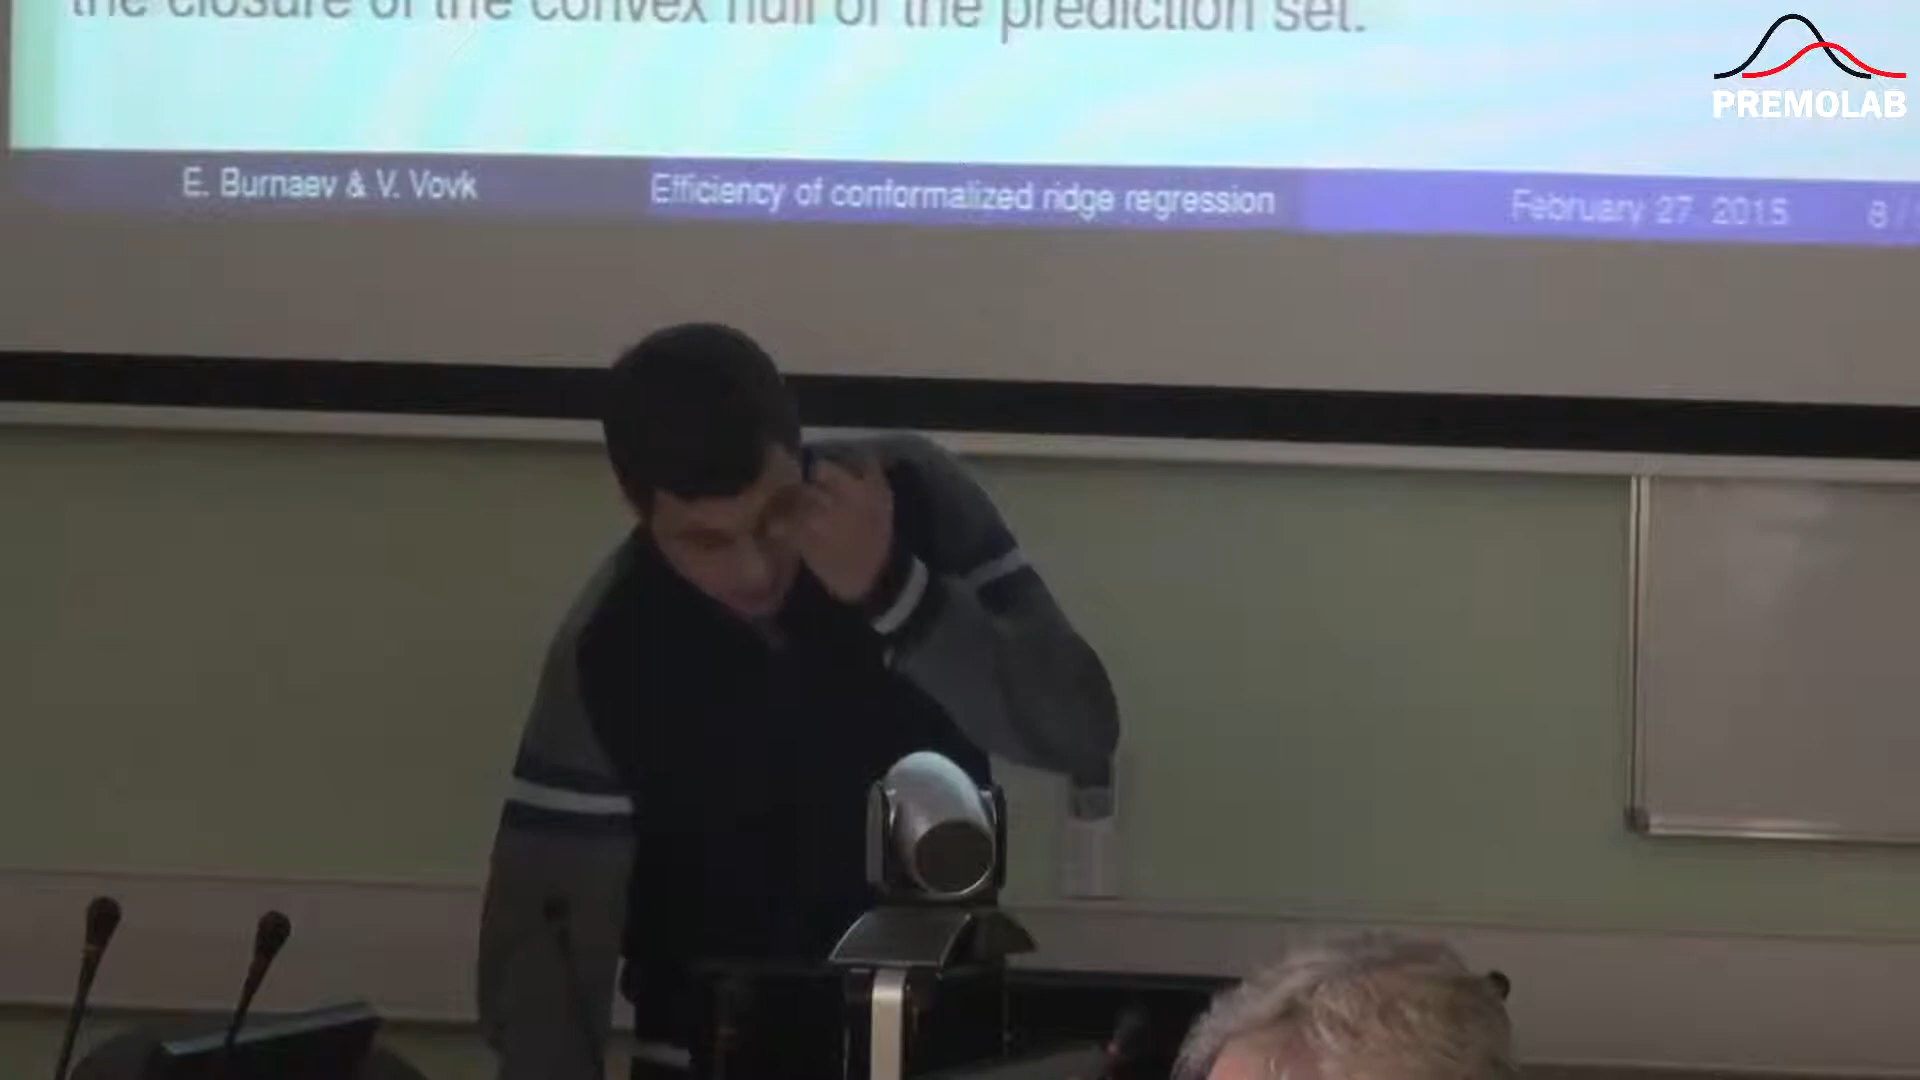 the closure of the convex hull of the prediction set.
PREMOLAB
E. Burnaev & V. Vovk
Efficiency of conformalized ridge regression
February 27, 2015
8 /